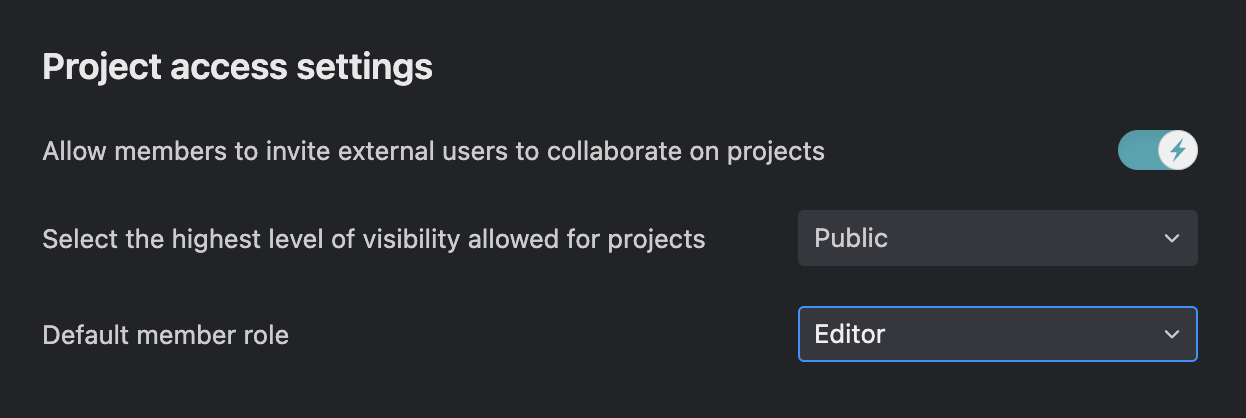 Project access settings
Allow members to invite external users to collaborate on projects
Select the highest level of visibility allowed for projects
Public
Default member role
Editor